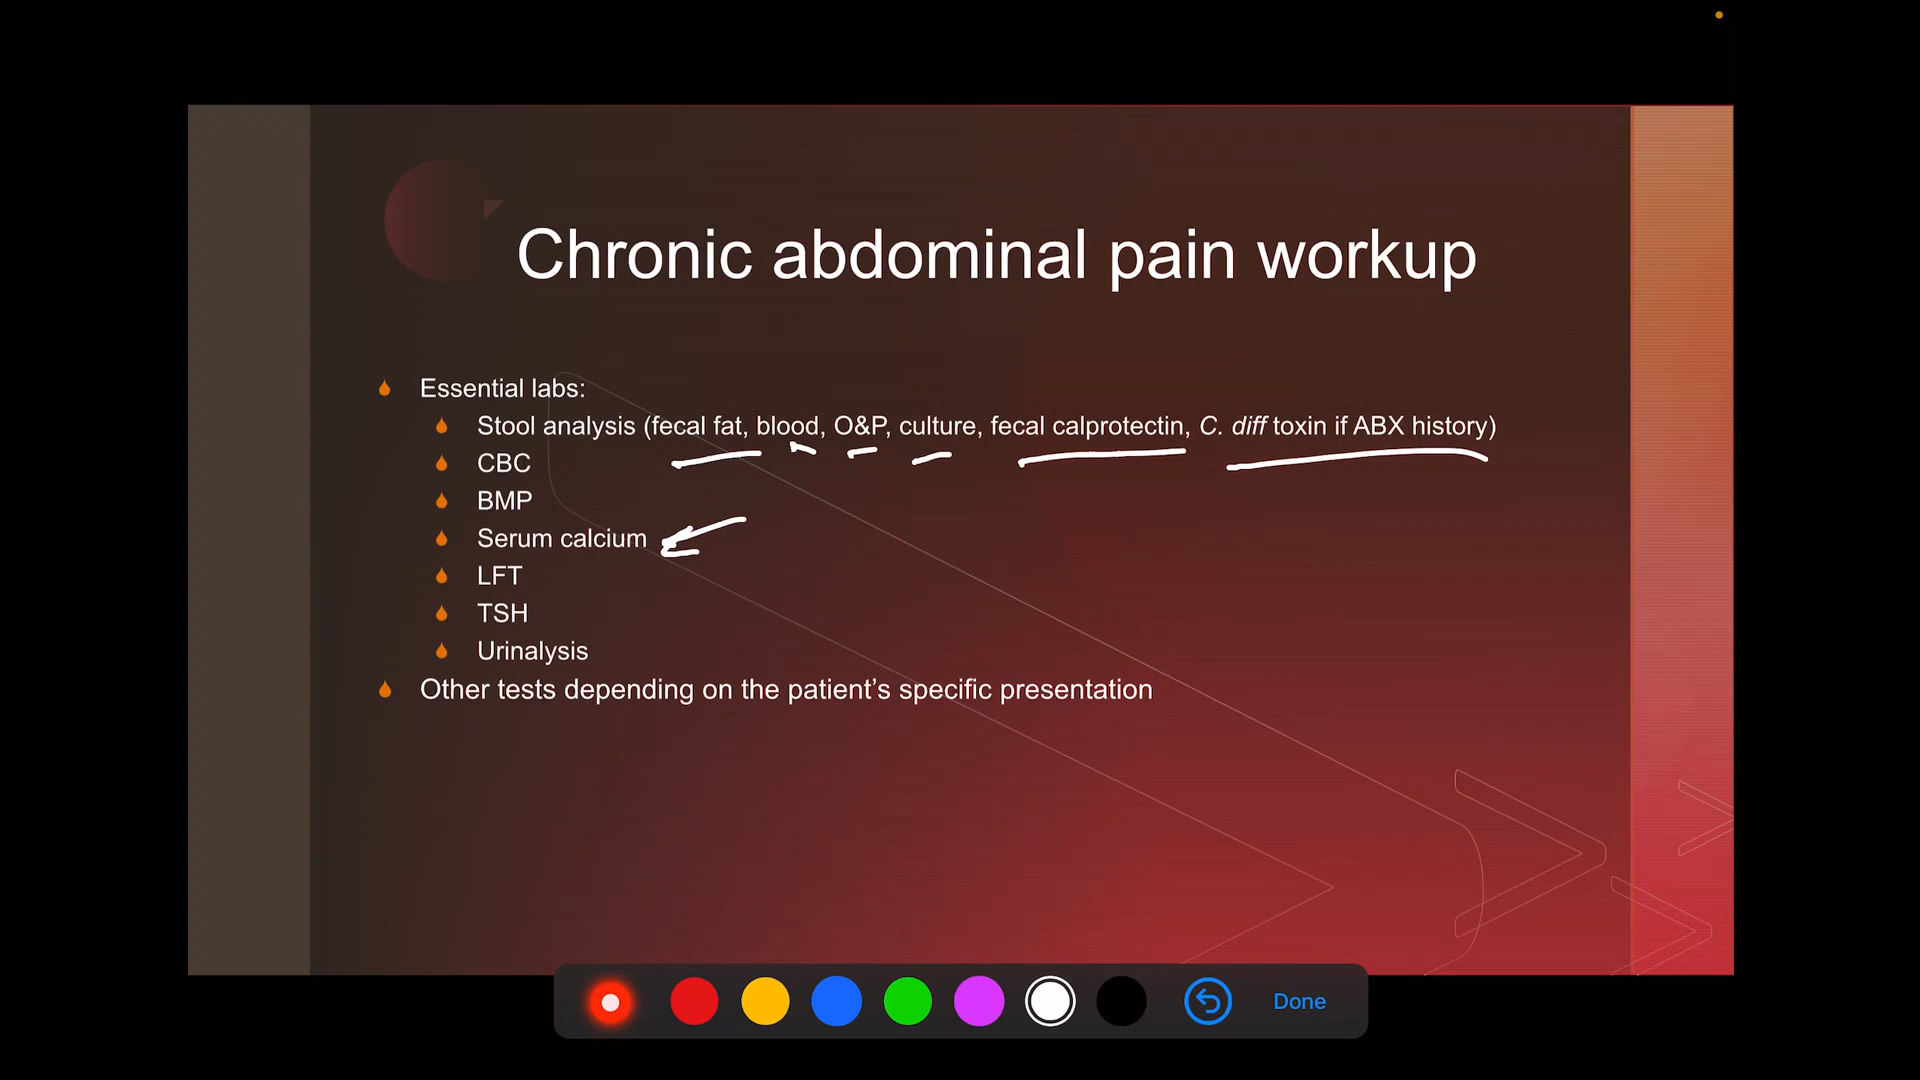 Chronic abdominal pain workup
Essential labs:
Stool analysis (fecal fat, blood, O&P, culture, fecal calprotectin, C. diff toxin if ABX history)
CBC
BMP
Serum calcium
LFT
TSH
Urinalysis
Other tests depending on the patient’s specific presentation
Done